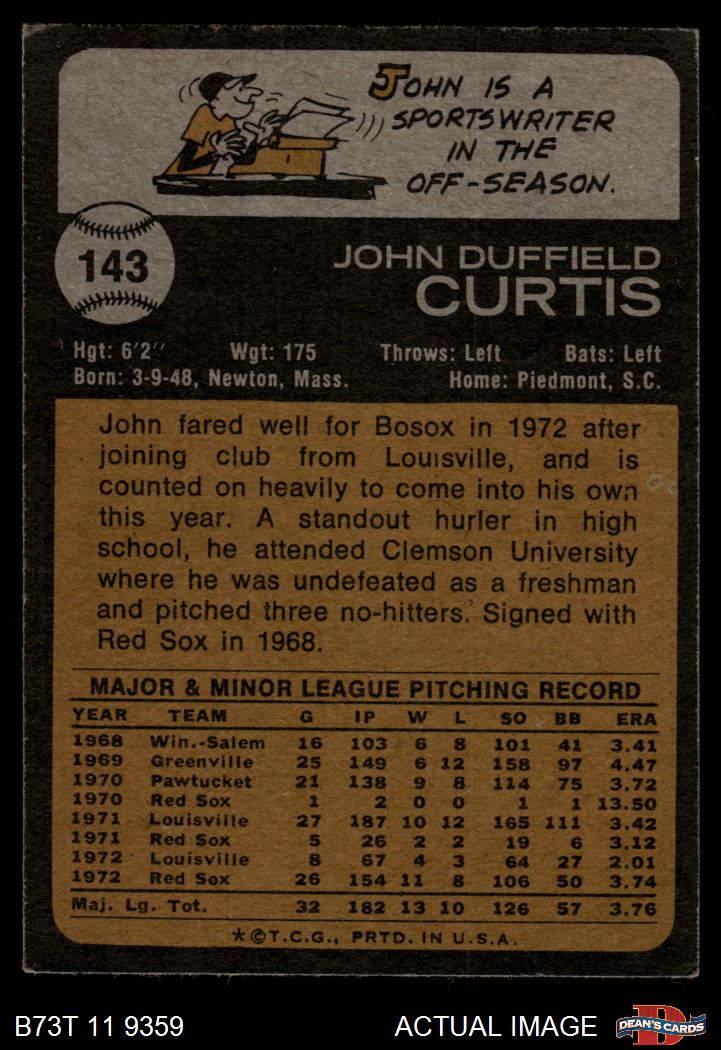 JOHN IS A
SPORTSWRITER
IN THE
OFF-SEASON.
143
JOHN DUFFIELD
CURTIS
Hgt: 6'2" Wgt: 175 Throws: Left Bats: Left
Born: 3-9-48, Newton, Mass. Home: Piedmont, S.C.
John fared well for Bosox in 1972 after
joining club from Louisville, and is
counted on heavily to come into his own
this year. A standout hurler in high
school, he attended Clemson University
where he was undefeated as a freshman
and pitched three no-hitters. Signed with
Red Sox in 1968.
MAJOR & MINOR LEAGUE PITCHING RECORD
YEAR TEAM G IP W L SO BB ERA
1968 Win.-Salem 16 103 6 8 101 41 3.41
1969 Greenville 25 149 6 12 158 97 4.47
1970 Pawtucket 21 138 9 8 114 75 3.72
1970 Red Sox 1 2 0 0 1 1 13.50
1971 Louisville 27 187 10 12 165 111 3.42
1971 Red Sox 5 26 2 2 19 6 3.12
1972 Louisville 8 67 4 3 64 27 2.01
1972 Red Sox 26 154 11 8 106 50 3.74
Maj. Lg. Tot. 32 182 13 10 126 57 3.76
*©T.C.G., PRTD. IN U.S.A.
B73T 11 9359 ACTUAL IMAGE DEAN'S CARDS